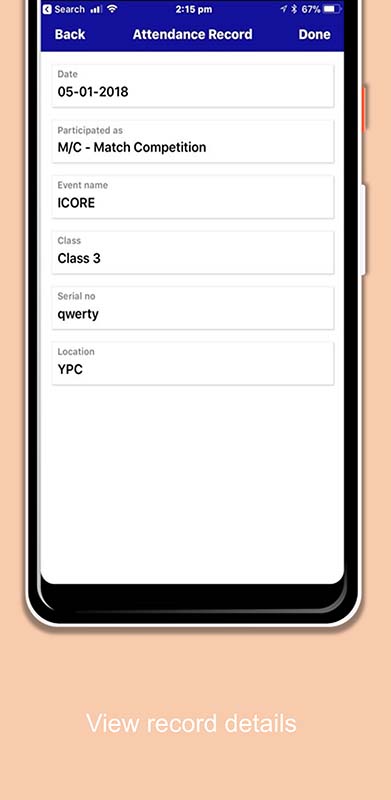 Search 2:15 pm 67%
Back Attendance Record Done
Date
05-01-2018
Participated as
M/C - Match Competition
Event name
ICORE
Class
Class 3
Serial no
qwerty
Location
YPC
View record details